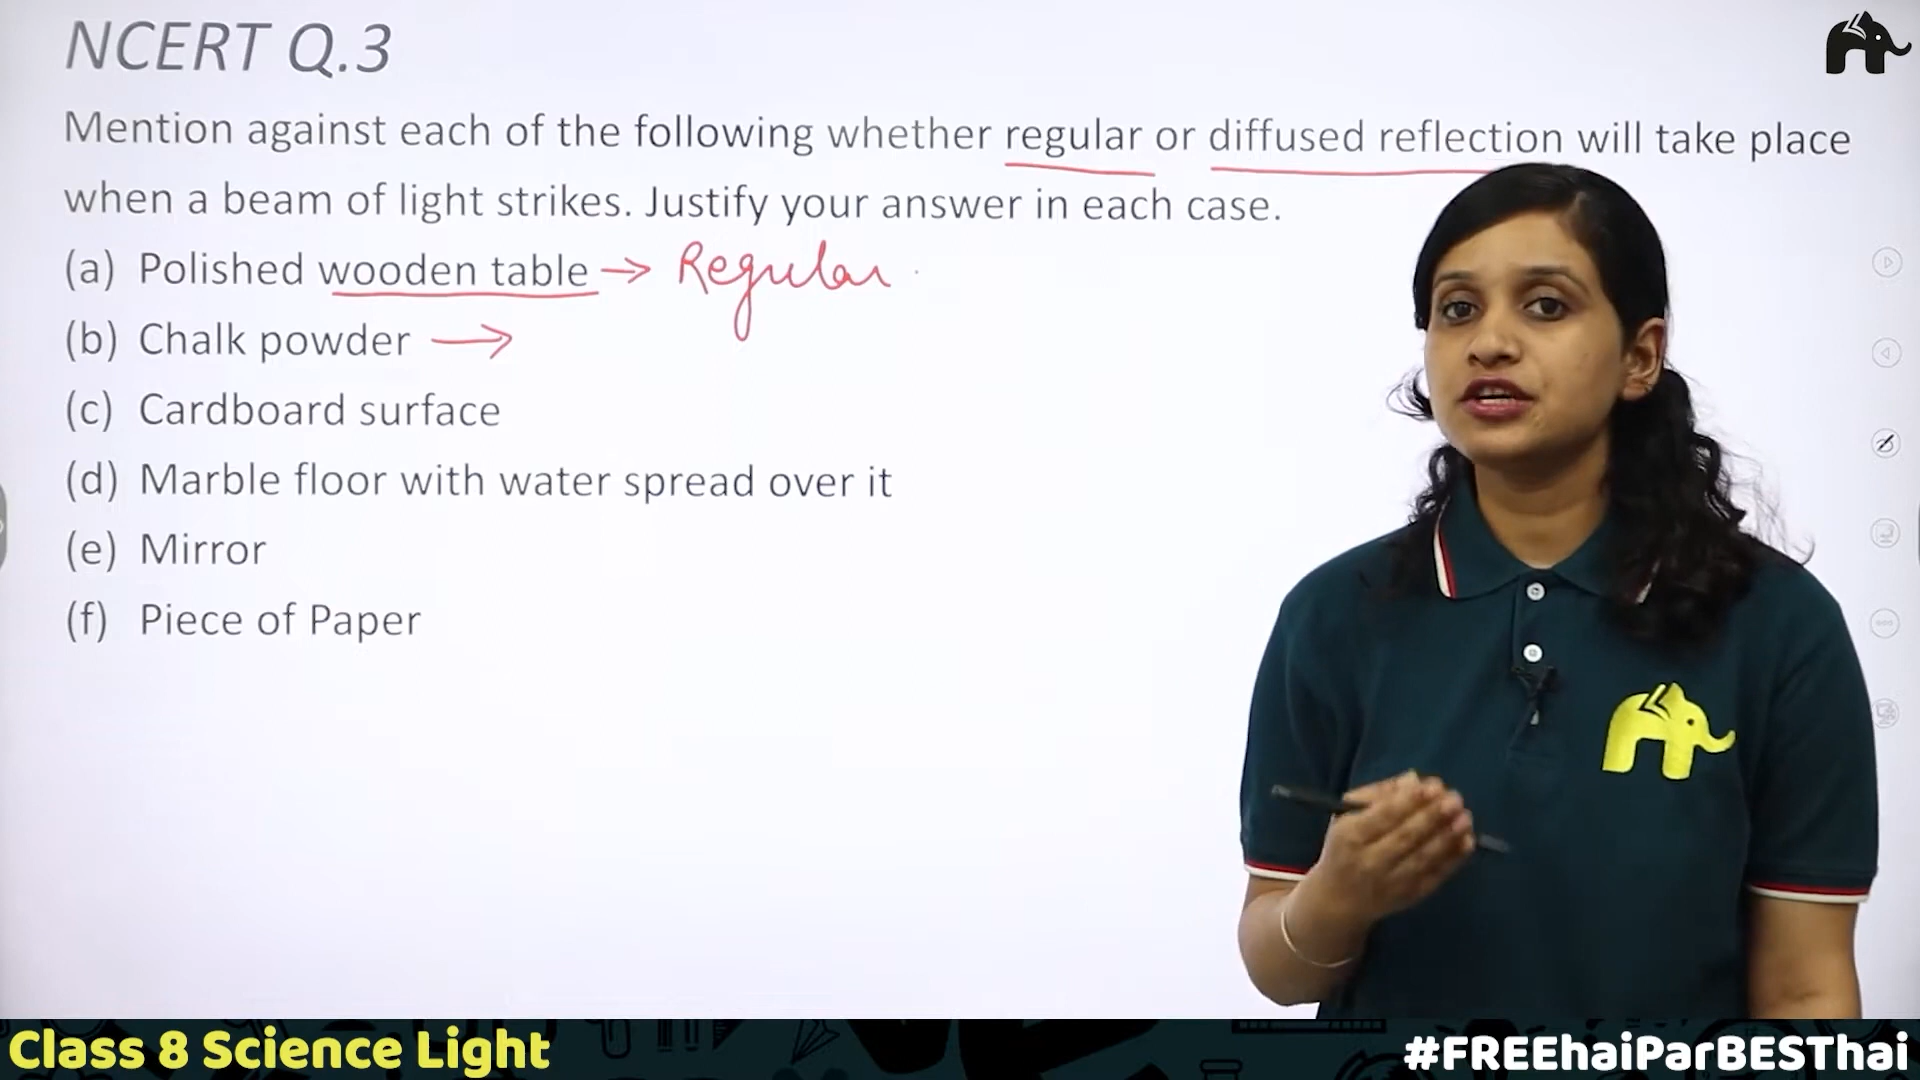 NCERT Q.3
Mention against each of the following whether regular or diffused reflection will take place
when a beam of light strikes. Justify your answer in each case.
(a) Polished wooden table → Regular
(b) Chalk powder →
(c) Cardboard surface
(d) Marble floor with water spread over it
(e) Mirror
(f) Piece of Paper
Class 8 Science Light
#FREEhaiParBESThai